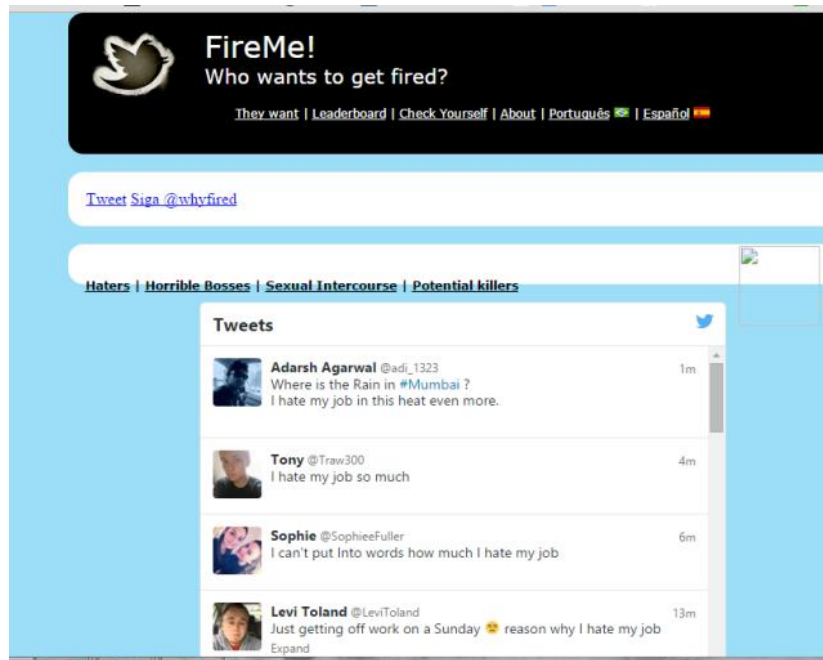 FireMe!
Who wants to get fired?
They want | Leaderboard | Check Yourself | About | Português | Español
Tweet Siga @whyfired
Haters | Horrible Bosses | Sexual Intercourse | Potential killers
Tweets
Adarsh Agarwal @adi_1323 1m
Where is the Rain in #Mumbai ?
I hate my job in this heat even more.
Tony @Traw300 4m
I hate my job so much
Sophie @SophieeFuller 6m
I can't put Into words how much I hate my job
Levi Toland @LeviToland 13m
Just getting off work on a Sunday 😩 reason why I hate my job
Expand